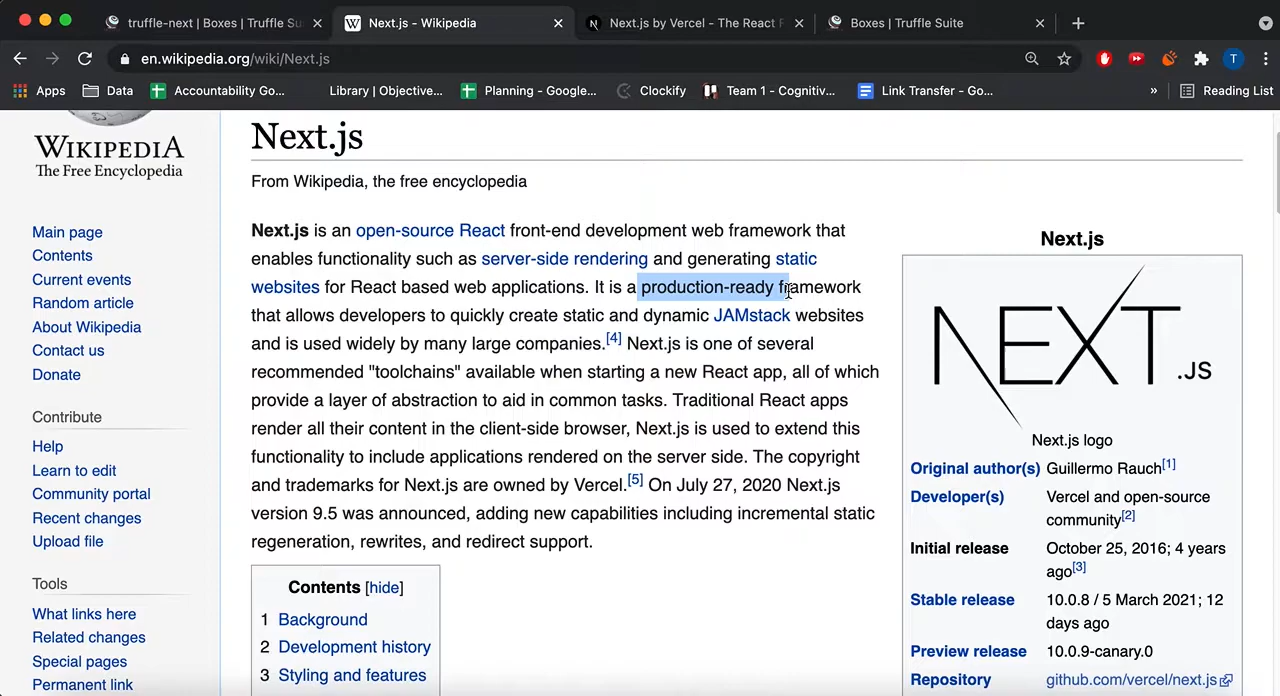 truffle-next | Boxes | Truffle Su
Next.js - Wikipedia
Next.js by Vercel - The React F
Boxes | Truffle Suite
en.wikipedia.org/wiki/Next.js
T
Apps
Data
Accountability Go...
Library | Objective...
Planning - Google...
Clockify
Team 1 - Cognitiv...
Link Transfer - Go...
»
Reading List
WIKIPEDIA
The Free Encyclopedia
Main page
Contents
Current events
Random article
About Wikipedia
Contact us
Donate
Contribute
Help
Learn to edit
Community portal
Recent changes
Upload file
Tools
What links here
Related changes
Special pages
Permanent link
Next.js
From Wikipedia, the free encyclopedia
Next.js is an open-source React front-end development web framework that
enables functionality such as server-side rendering and generating static
websites for React based web applications. It is a production-ready framework
that allows developers to quickly create static and dynamic JAMstack websites
and is used widely by many large companies.[4] Next.js is one of several
recommended "toolchains" available when starting a new React app, all of which
provide a layer of abstraction to aid in common tasks. Traditional React apps
render all their content in the client-side browser, Next.js is used to extend this
functionality to include applications rendered on the server side. The copyright
and trademarks for Next.js are owned by Vercel.[5] On July 27, 2020 Next.js
version 9.5 was announced, adding new capabilities including incremental static
regeneration, rewrites, and redirect support.
Contents [hide]
1 Background
2 Development history
3 Styling and features
Next.js
NEXT.JS
Next.js logo
Original author(s) Guillermo Rauch[1]
Developer(s) Vercel and open-source
community[2]
Initial release October 25, 2016; 4 years
ago[3]
Stable release 10.0.8 / 5 March 2021; 12
days ago
Preview release 10.0.9-canary.0
Repository github.com/vercel/next.js